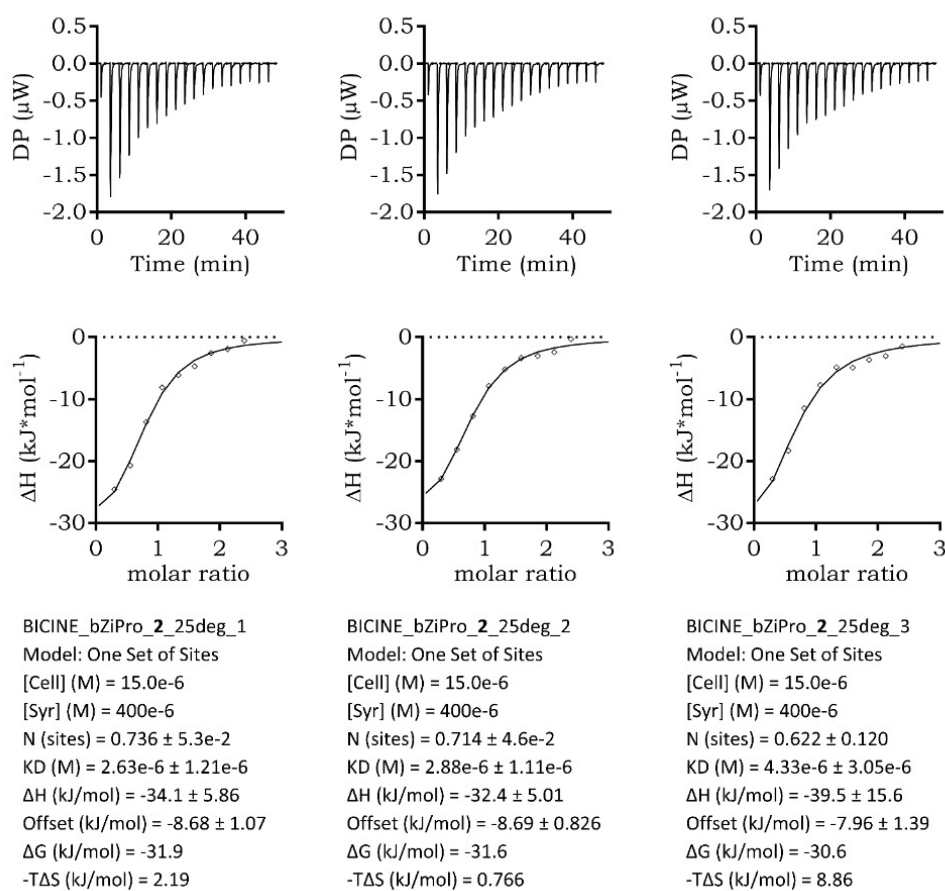 0.5
0.0
-0.5
-1.0
-1.5
-2.0
DP (µW)
0 20 40
Time (min)
0.5
0.0
-0.5
-1.0
-1.5
-2.0
DP (µW)
0 20 40
Time (min)
0.5
0.0
-0.5
-1.0
-1.5
-2.0
DP (µW)
0 20 40
Time (min)
0
-10
-20
-30
ΔH (kJ*mol⁻¹)
0 1 2 3
molar ratio
0
-10
-20
-30
ΔH (kJ*mol⁻¹)
0 1 2 3
molar ratio
0
-10
-20
-30
ΔH (kJ*mol⁻¹)
0 1 2 3
molar ratio
BICINE_bZiPro_2_25deg_1
Model: One Set of Sites
[Cell] (M) = 15.0e-6
[Syr] (M) = 400e-6
N (sites) = 0.736 ± 5.3e-2
KD (M) = 2.63e-6 ± 1.21e-6
ΔH (kJ/mol) = -34.1 ± 5.86
Offset (kJ/mol) = -8.68 ± 1.07
ΔG (kJ/mol) = -31.9
-TΔS (kJ/mol) = 2.19
BICINE_bZiPro_2_25deg_2
Model: One Set of Sites
[Cell] (M) = 15.0e-6
[Syr] (M) = 400e-6
N (sites) = 0.714 ± 4.6e-2
KD (M) = 2.88e-6 ± 1.11e-6
ΔH (kJ/mol) = -32.4 ± 5.01
Offset (kJ/mol) = -8.69 ± 0.826
ΔG (kJ/mol) = -31.6
-TΔS (kJ/mol) = 0.766
BICINE_bZiPro_2_25deg_3
Model: One Set of Sites
[Cell] (M) = 15.0e-6
[Syr] (M) = 400e-6
N (sites) = 0.622 ± 0.120
KD (M) = 4.33e-6 ± 3.05e-6
ΔH (kJ/mol) = -39.5 ± 15.6
Offset (kJ/mol) = -7.96 ± 1.39
ΔG (kJ/mol) = -30.6
-TΔS (kJ/mol) = 8.86